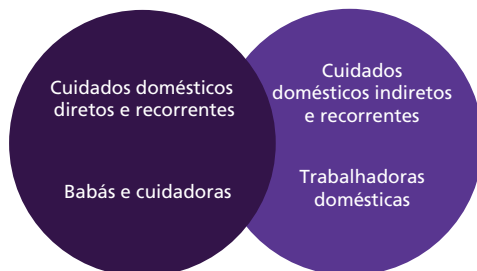 Cuidados domésticos
diretos e recorrentes
Babás e cuidadoras
Cuidados
domésticos indiretos
e recorrentes
Trabalhadoras
domésticas